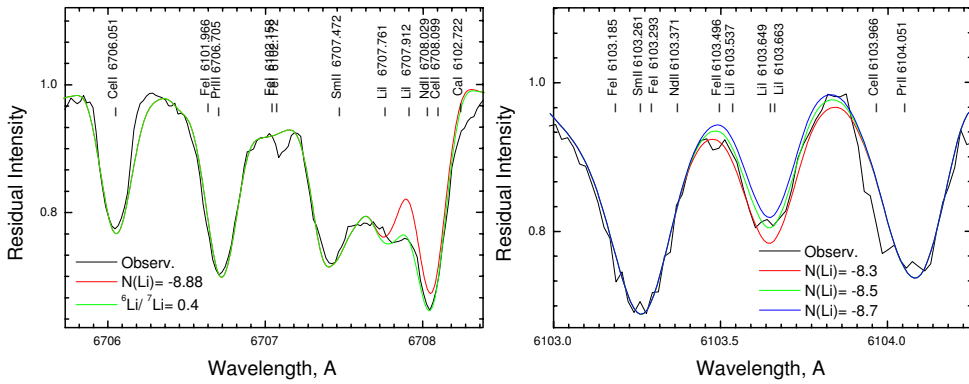 CeII 6706.051
FeI 6101.966
PrII 6706.705
FeI 6102.158
FeI 6102.172
SmII 6707.472
LiI 6707.761
LiI 6707.912
NdII 6708.029
CeII 6708.099
CaI 6102.722
1.0
0.8
Residual Intensity
Observ.
N(Li)= -8.88
6Li/ 7Li= 0.4
6706
6707
6708
Wavelength, A
FeI 6103.185
SmII 6103.261
FeI 6103.293
NdII 6103.371
FeII 6103.496
LiI 6103.537
LiI 6103.649
LiI 6103.663
CeII 6103.966
PrII 6104.051
1.0
0.8
0.8
Residual Intensity
Observ.
N(Li)= -8.3
N(Li)= -8.5
N(Li)= -8.7
6103.0
6103.5
6104.0
Wavelength, A